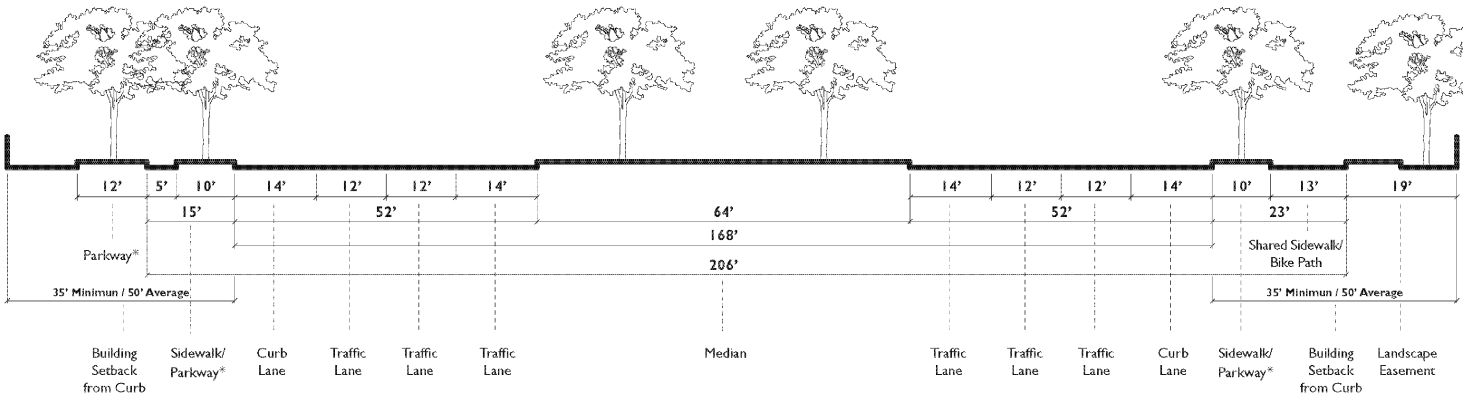 12' 5' 10' 14' 12' 12' 14' 14' 12' 12' 14' 10' 13' 19'
15' 52' 64' 52' 23'
168'
Parkway*
Shared Sidewalk/
Bike Path
206'
35' Minimun / 50' Average
35' Minimun / 50' Average
Building
Setback
from Curb
Sidewalk/
Parkway*
Curb
Lane
Traffic
Lane
Traffic
Lane
Traffic
Lane
Median
Traffic
Lane
Traffic
Lane
Traffic
Lane
Curb
Lane
Sidewalk/
Parkway*
Building
Setback
from Curb
Landscape
Easement